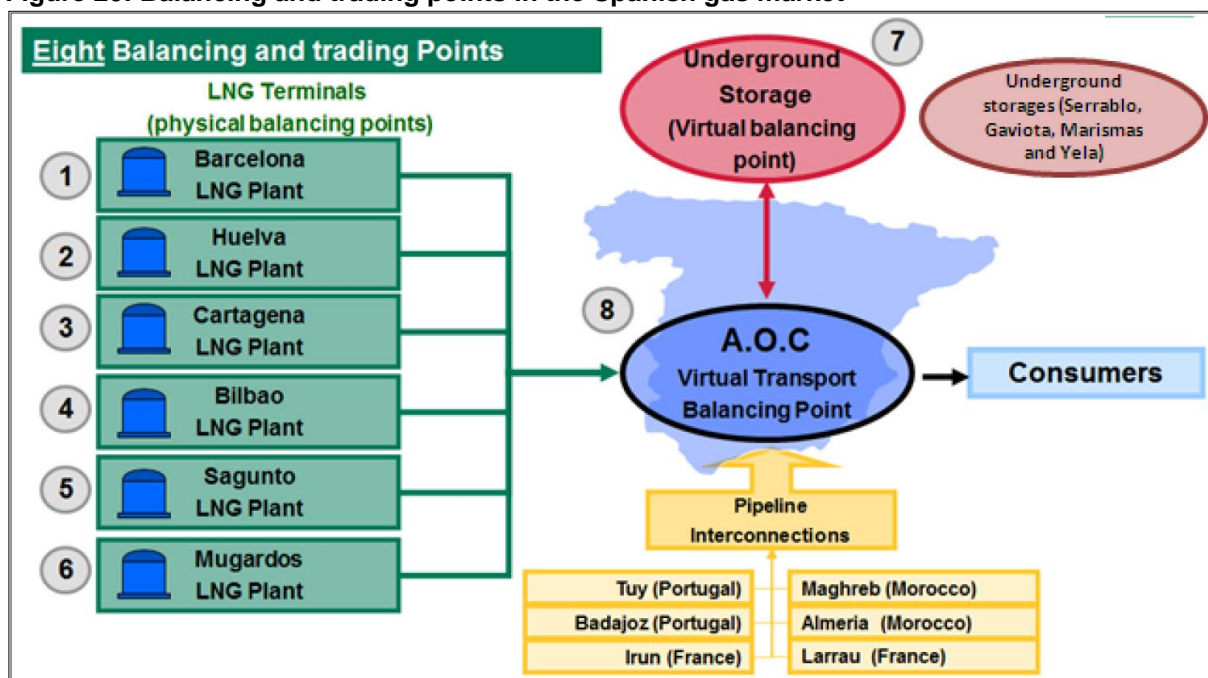 Eight Balancing and trading Points
LNG Terminals
(physical balancing points)
1
Barcelona
LNG Plant
2
Huelva
LNG Plant
3
Cartagena
LNG Plant
4
Bilbao
LNG Plant
5
Sagunto
LNG Plant
6
Mugardos
LNG Plant
7
Underground
Storage
(Virtual balancing
point)
Underground
storages (Serrablo,
Gaviota, Marismas
and Yela)
8
A.O.C
Virtual Transport
Balancing Point
Consumers
Pipeline
Interconnections
Tuy (Portugal)
Maghreb (Morocco)
Badajoz (Portugal)
Almeria (Morocco)
Irun (France)
Larrau (France)